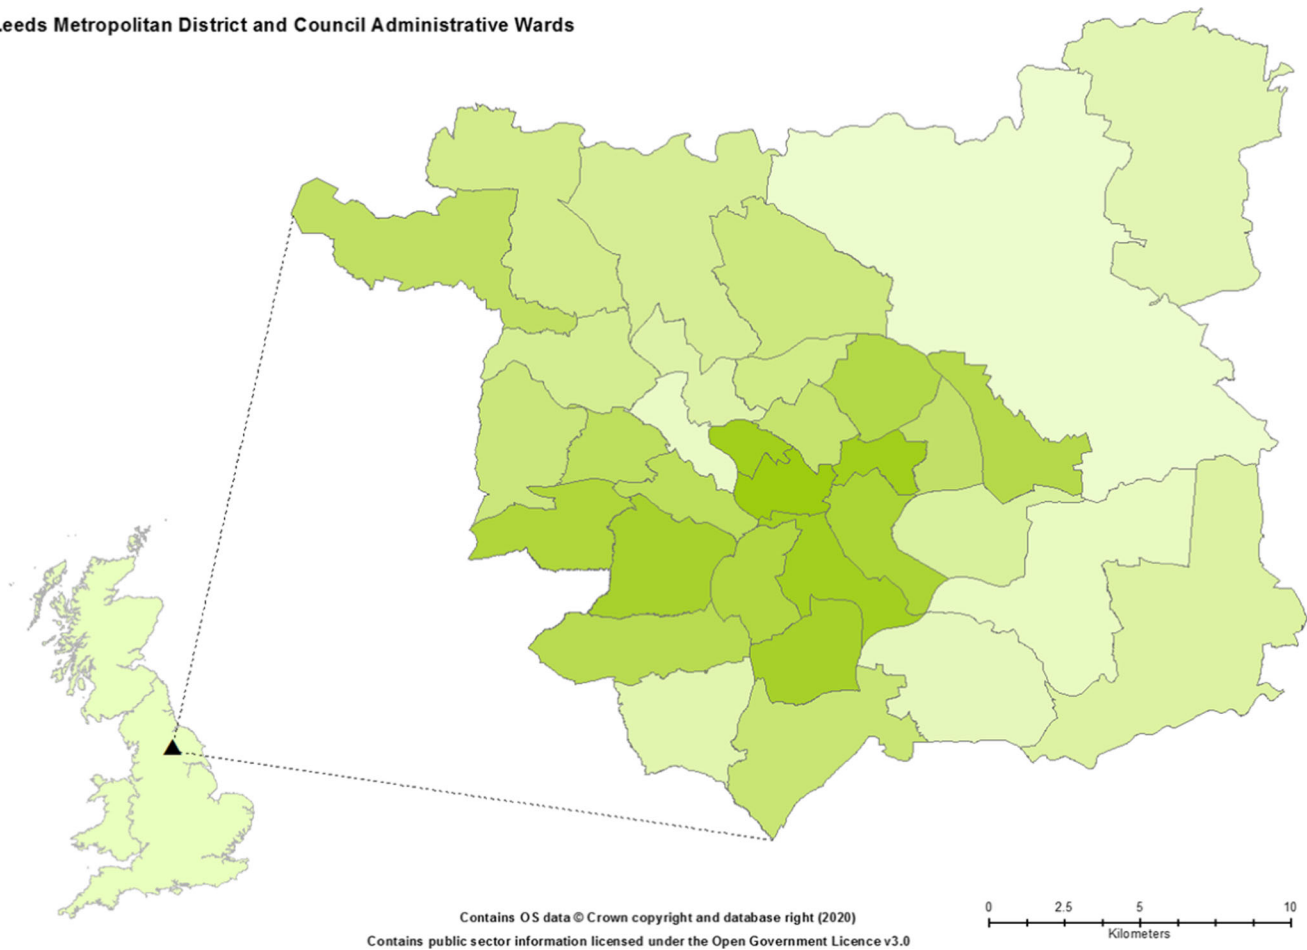 Leeds Metropolitan District and Council Administrative Wards
0 2.5 5 10
Kilometers
Contains OS data © Crown copyright and database right (2020)
Contains public sector information licensed under the Open Government Licence v3.0